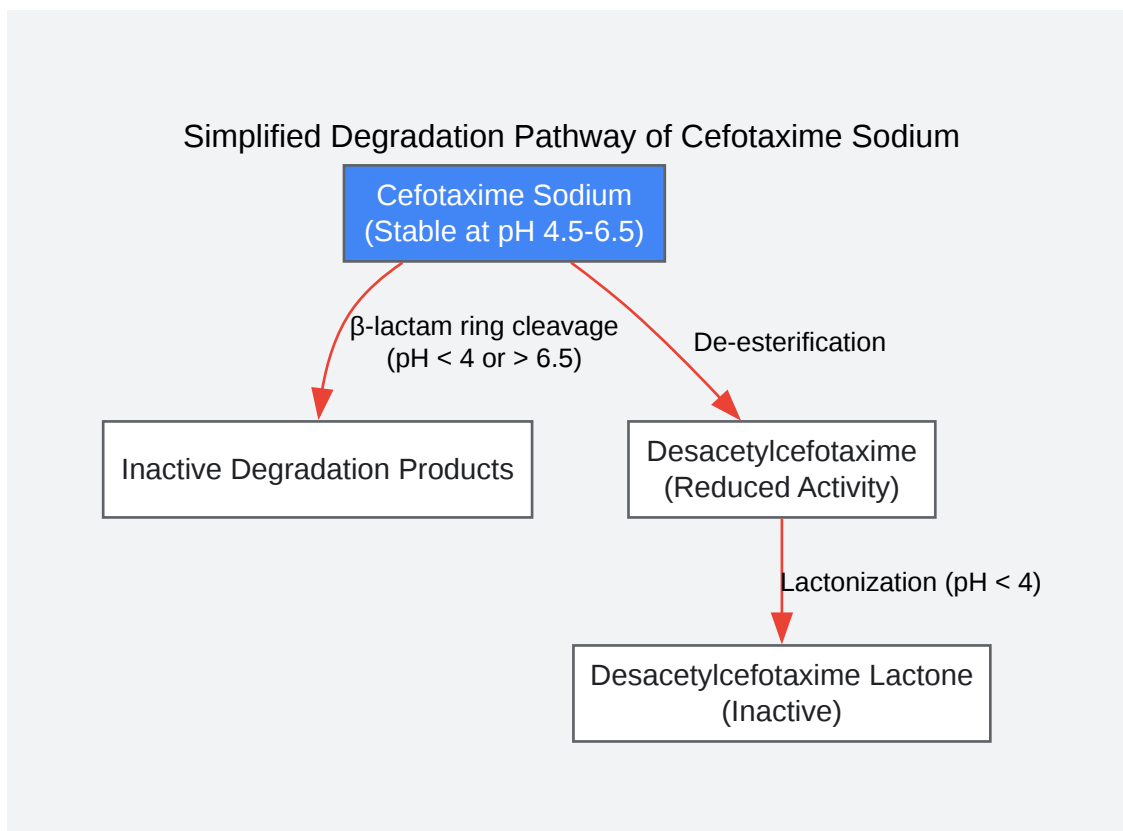 Simplified Degradation Pathway of Cefotaxime Sodium
Cefotaxime Sodium
(Stable at pH 4.5-6.5)
β-lactam ring cleavage
(pH < 4 or > 6.5)
De-esterification
Inactive Degradation Products
Desacetylcefotaxime
(Reduced Activity)
Lactonization (pH < 4)
Desacetylcefotaxime Lactone
(Inactive)